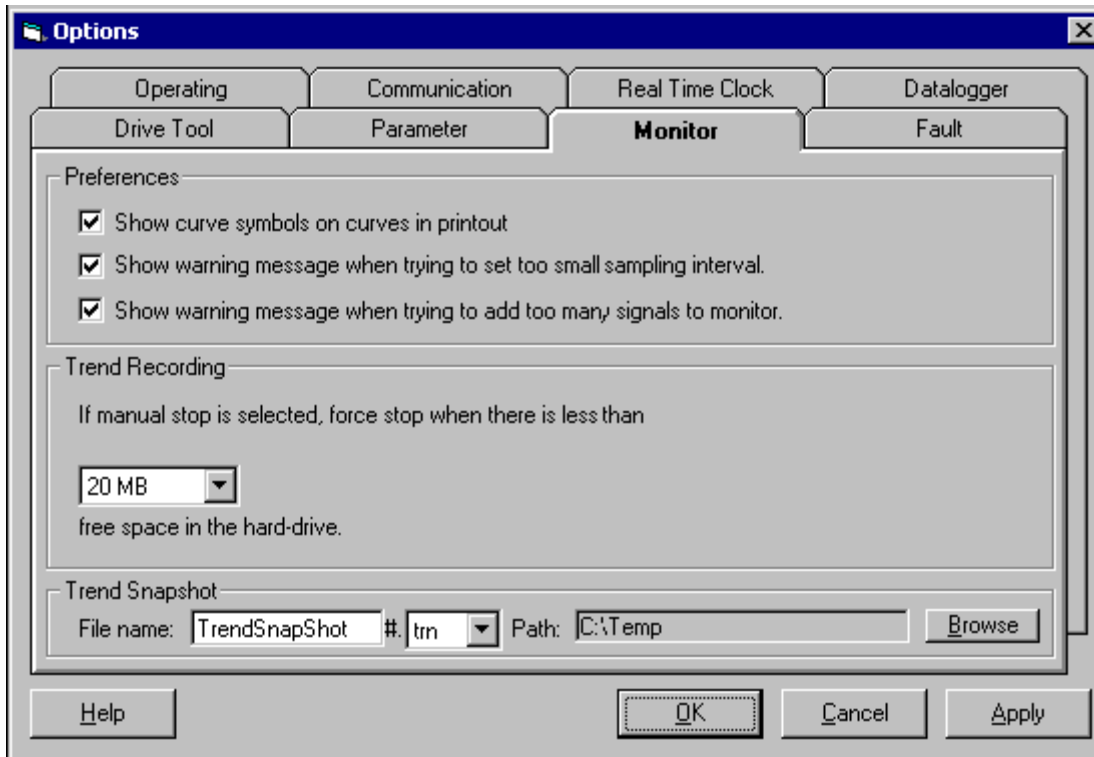 Options
Operating Communication Real Time Clock Datalogger
Drive Tool Parameter Monitor Fault
Preferences
Show curve symbols on curves in printout
Show warning message when trying to set too small sampling interval.
Show warning message when trying to add too many signals to monitor.
Trend Recording
If manual stop is selected, force stop when there is less than
20 MB
free space in the hard-drive.
Trend Snapshot
File name: TrendSnapShot #. trn Path: C:\Temp Browse
Help OK Cancel Apply